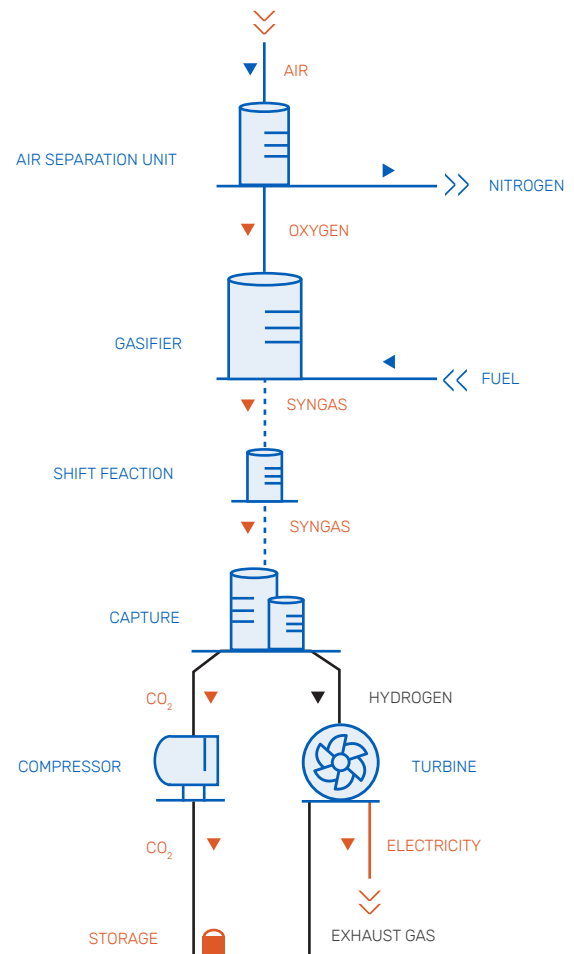 AIR
AIR SEPARATION UNIT
NITROGEN
OXYGEN
GASIFIER
FUEL
SYNGAS
SHIFT FEACTION
SYNGAS
CAPTURE
CO₂
HYDROGEN
COMPRESSOR
TURBINE
CO₂
ELECTRICITY
STORAGE
EXHAUST GAS